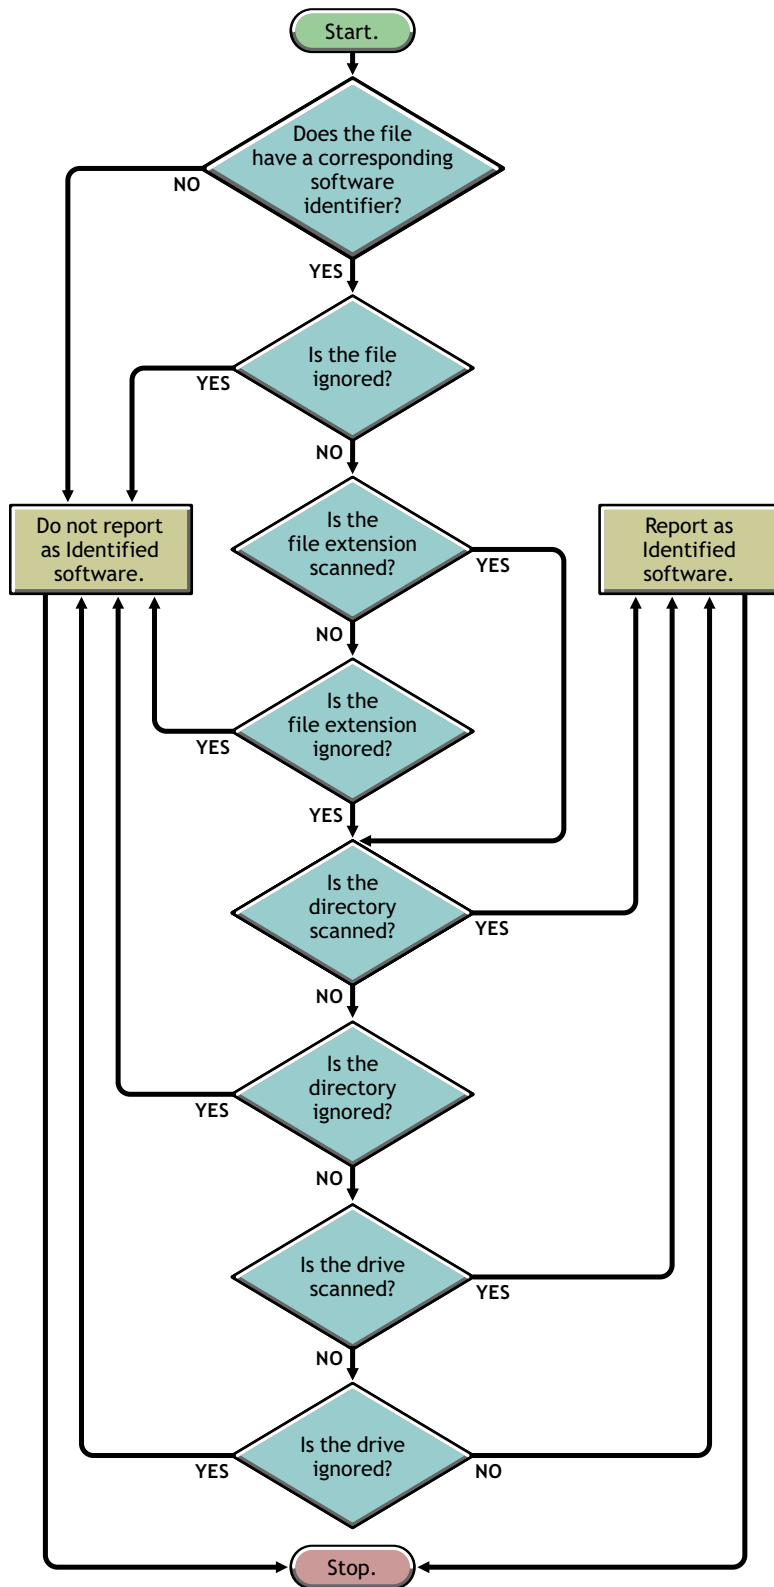 Start.
Does the file
have a corresponding
software
identifier?
NO
YES
Is the file
ignored?
YES
NO
Do not report
as Identified
software.
Is the
file extension
scanned?
YES
Report as
Identified
software.
NO
Is the
file extension
ignored?
YES
YES
Is the
directory
scanned?
YES
NO
Is the
directory
ignored?
YES
NO
Is the drive
scanned?
YES
NO
Is the drive
ignored?
YES
NO
Stop.